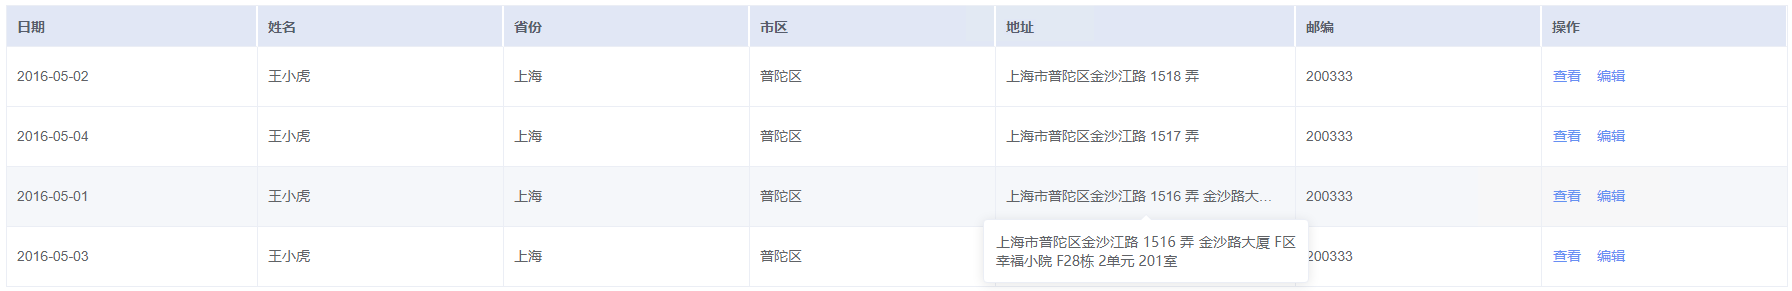 日期 姓名 省份 市区 地址 邮编 操作
2016-05-02 王小虎 上海 普陀区 上海市普陀区金沙江路 1518 弄 200333 查看 编辑
2016-05-04 王小虎 上海 普陀区 上海市普陀区金沙江路 1517 弄 200333 查看 编辑
2016-05-01 王小虎 上海 普陀区 上海市普陀区金沙江路 1516 弄 金沙路大... 200333 查看 编辑
上海市普陀区金沙江路 1516 弄 金沙路大厦 F区
幸福小院 F28栋 2单元 201室
2016-05-03 王小虎 上海 普陀区 200333 查看 编辑